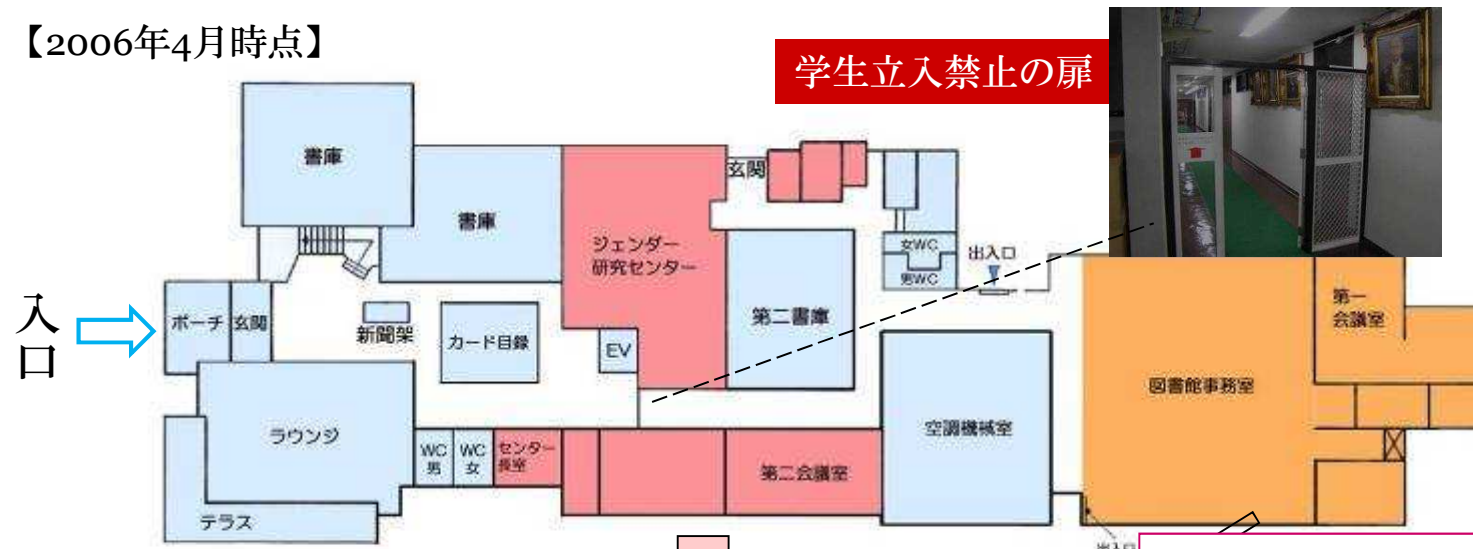 【2006年4月時点】
学生立入禁止の扉
書庫
書庫
玄関
ジェンダー
研究センター
女WC
男WC
出入口
第一
会議室
入口
ポーチ
玄関
新聞架
カード目録
EV
第二書庫
図書館事務室
ラウンジ
WC
男
WC
女
センター
長室
第二会議室
空調機械室
テラス
出入口